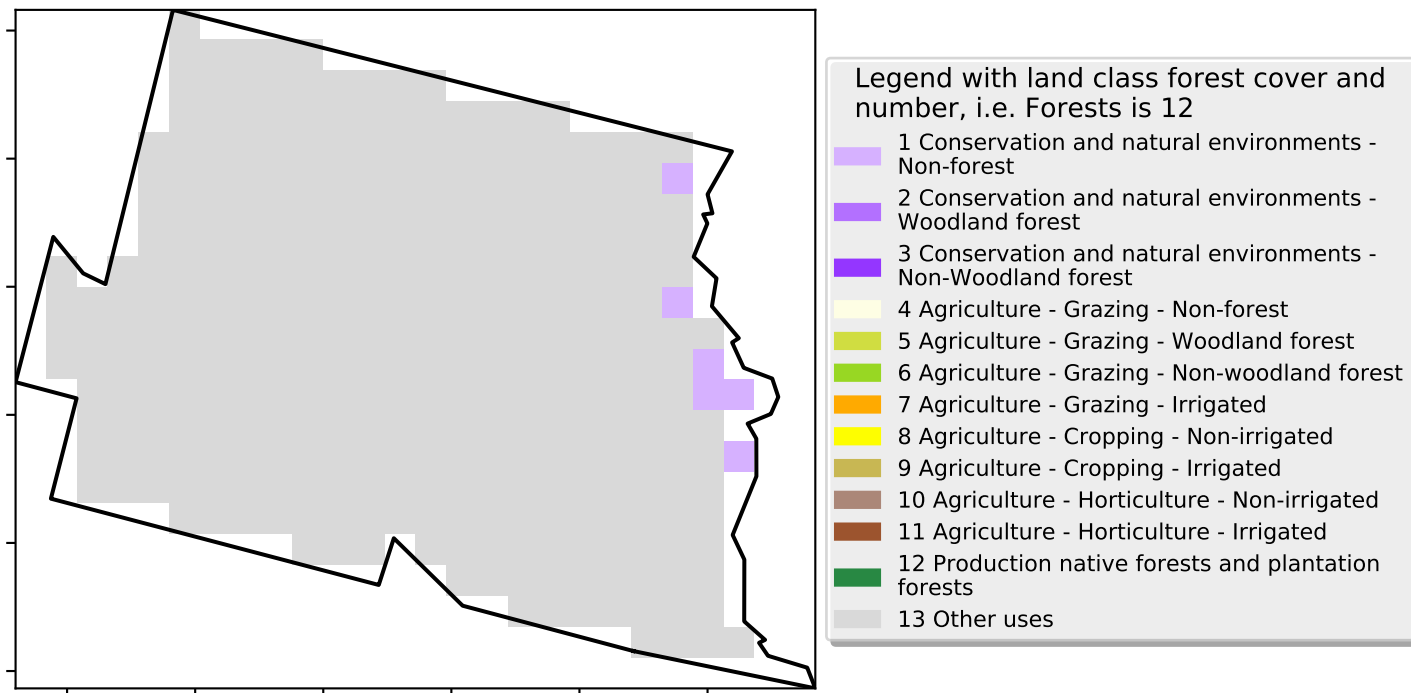 Legend with land class forest cover and
number, i.e. Forests is 12
1 Conservation and natural environments -
Non-forest
2 Conservation and natural environments -
Woodland forest
3 Conservation and natural environments -
Non-Woodland forest
4 Agriculture - Grazing - Non-forest
5 Agriculture - Grazing - Woodland forest
6 Agriculture - Grazing - Non-woodland forest
7 Agriculture - Grazing - Irrigated
8 Agriculture - Cropping - Non-irrigated
9 Agriculture - Cropping - Irrigated
10 Agriculture - Horticulture - Non-irrigated
11 Agriculture - Horticulture - Irrigated
12 Production native forests and plantation
forests
13 Other uses